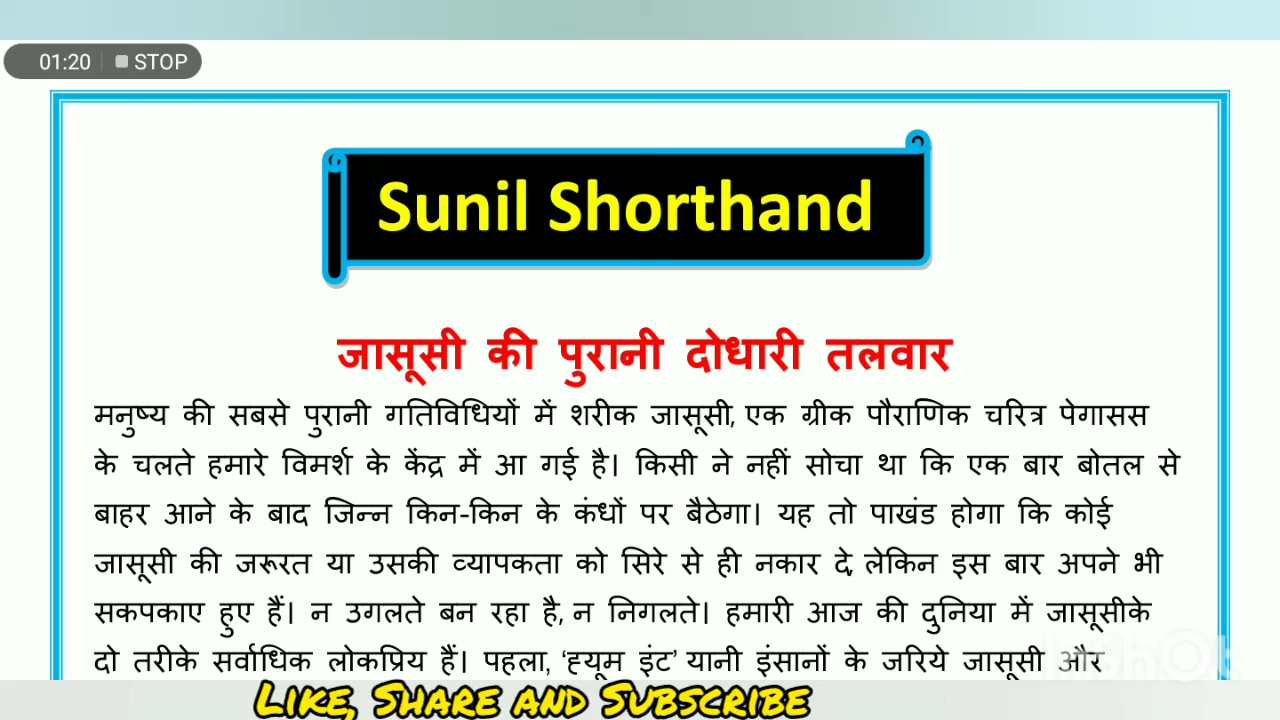 01:20 STOP
Sunil Shorthand
जासूसी की पुरानी दोधारी तलवार
मनुष्य की सबसे पुरानी गतिविधियों में शरीक जासूसी, एक ग्रीक पौराणिक चरित्र पेगासस
के चलते हमारे विमर्श के केंद्र में आ गई है। किसी ने नहीं सोचा था कि एक बार बोतल से
बाहर आने के बाद जिन्न किन-किन के कंधों पर बैठेगा। यह तो पाखंड होगा कि कोई
जासूसी की जरूरत या उसकी व्यापकता को सिरे से ही नकार दे, लेकिन इस बार अपने भी
सकपकाए हुए हैं। न उगलते बन रहा है, न निगलते। हमारी आज की दुनिया में जासूसीके
दो तरीके सर्वाधिक लोकप्रिय हैं। पहला, ‘ह्यूम इंट’ यानी इंसानों के जरिये जासूसी और
InShOt
LIKE, SHARE AND SUBSCRIBE